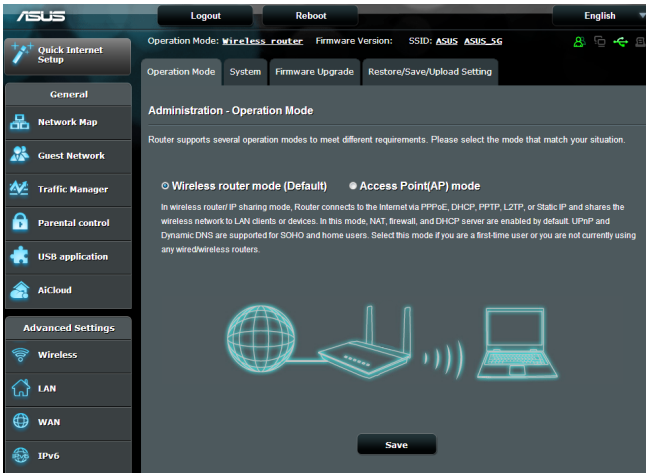 ASUS
Logout
Reboot
English
Quick Internet
Setup
Operation Mode: Wireless router Firmware Version: SSID: ASUS ASUS_5G
Operation Mode
System
Firmware Upgrade
Restore/Save/Upload Setting
General
Network Map
Guest Network
Traffic Manager
Parental control
USB application
AiCloud
Advanced Settings
Wireless
LAN
WAN
IPv6
IPv6
Administration - Operation Mode
Router supports several operation modes to meet different requirements. Please select the mode that match your situation.
Wireless router mode (Default)
Access Point(AP) mode
In wireless router/ IP sharing mode, Router connects to the Internet via PPPoE, DHCP, PPTP, L2TP, or Static IP and shares the
wireless network to LAN clients or devices. In this mode, NAT, firewall, and DHCP server are enabled by default. UPnP and
Dynamic DNS are supported for SOHO and home users. Select this mode if you are a first-time user or you are not currently using
any wired/wireless routers.
Save